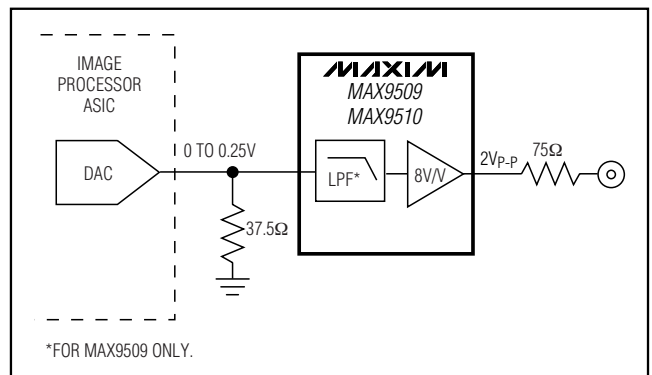 IMAGE
PROCESSOR
ASIC
DAC
0 TO 0.25V
37.5Ω
MAXIM
MAX9509
MAX9510
LPF*
8V/V
2VP-P
75Ω
*FOR MAX9509 ONLY.